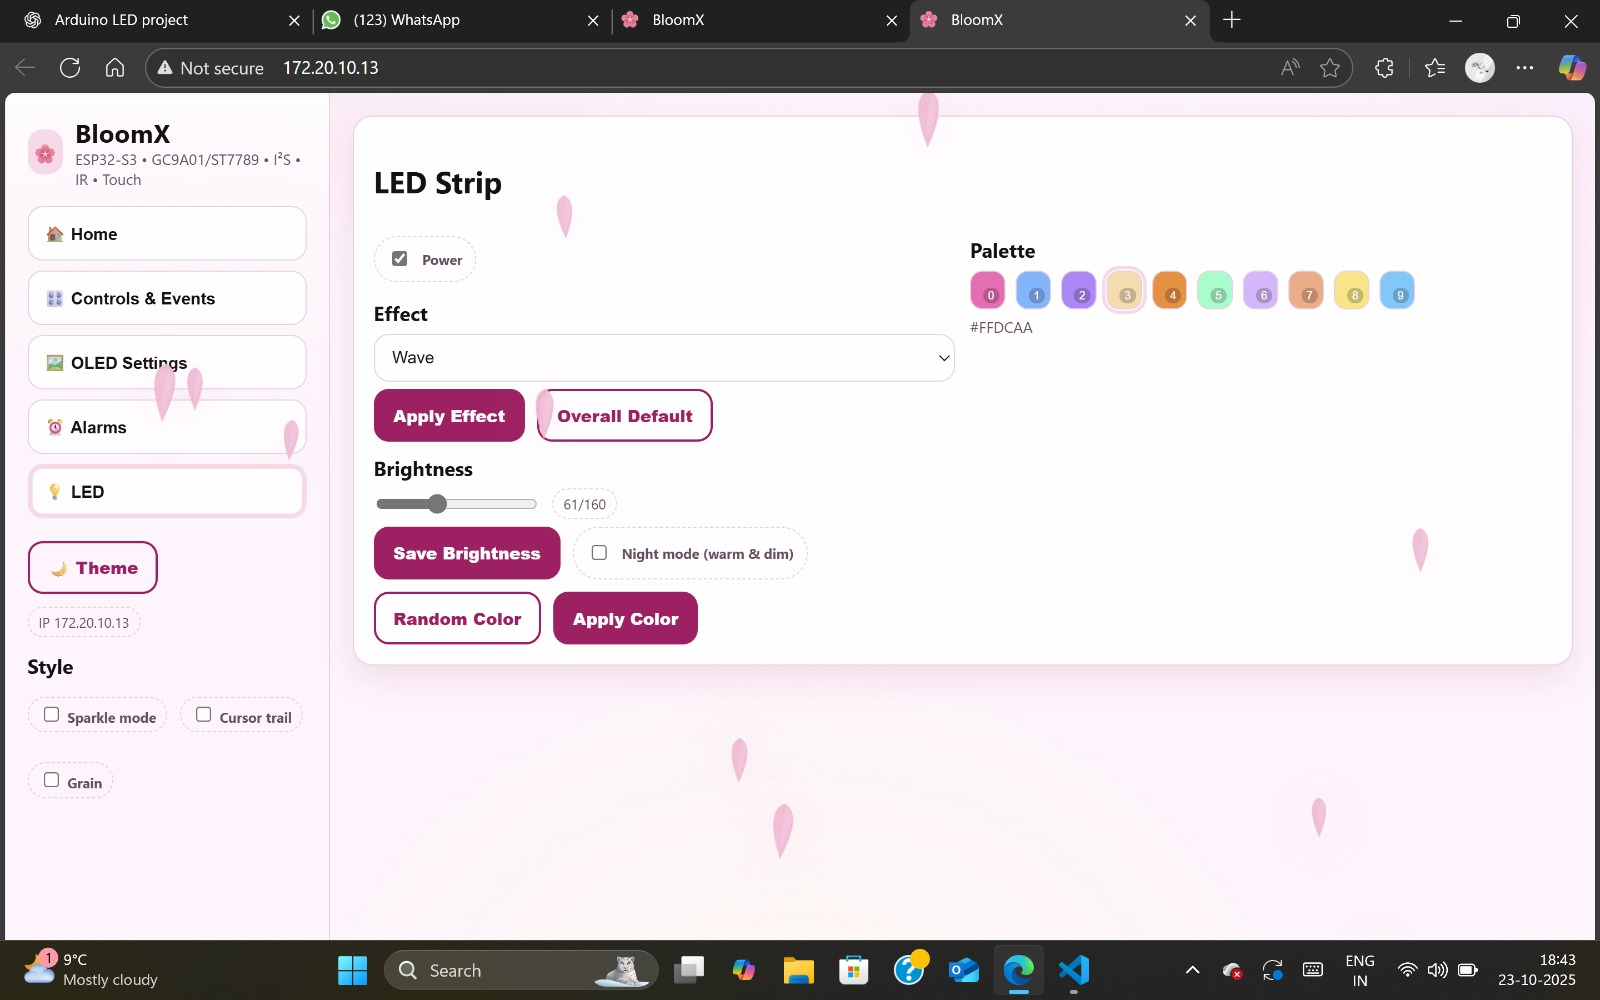 Arduino LED project
(123) WhatsApp
BloomX
BloomX
Not secure
172.20.10.13
BloomX
ESP32-S3 • GC9A01/ST7789 • I²S •
IR • Touch
Home
Controls & Events
OLED Settings
Alarms
LED
Theme
IP 172.20.10.13
Style
Sparkle mode
Cursor trail
Grain
LED Strip
Power
Effect
Wave
Apply Effect
Overall Default
Brightness
61/160
Save Brightness
Night mode (warm & dim)
Random Color
Apply Color
Palette
0 1 2 3 4 5 6 7 8 9
#FFDCAA
1
9°C
Mostly cloudy
Search
ENG
IN
18:43
23-10-2025